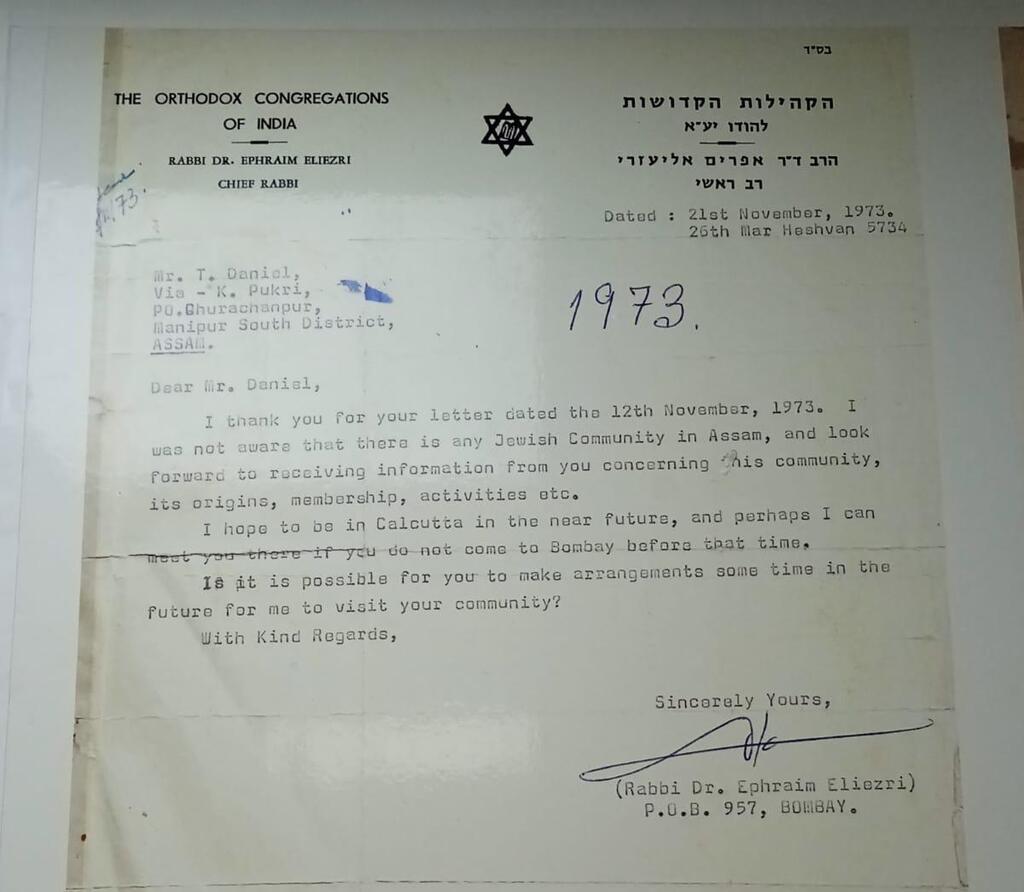 בס"ד
THE ORTHODOX CONGREGATIONS
OF INDIA
RABBI DR. EPHRAIM ELIEZRI
CHIEF RABBI
הקהילות הקדושות
להודו יע"א
הרב ד"ר אפרים אליעזרי
רב ראשי
Dated : 21st November, 1973.
26th Mar Heshvan 5734
Mr. T. Daniel,
Via - K. Pukri,
PO.Churachanpur,
Manipur South District,
ASSAM.
1973.
Dear Mr. Daniel,
I thank you for your letter dated the 12th November, 1973. I
was not aware that there is any Jewish Community in Assam, and look
forward to receiving information from you concerning this community,
its origins, membership, activities etc.
I hope to be in Calcutta in the near future, and perhaps I can
meet you there if you do not come to Bombay before that time.
Is it is possible for you to make arrangements some time in the
future for me to visit your community?
With Kind Regards,
Sincerely Yours,
(Rabbi Dr. Ephraim Eliezri)
P.O.B. 957, BOMBAY.